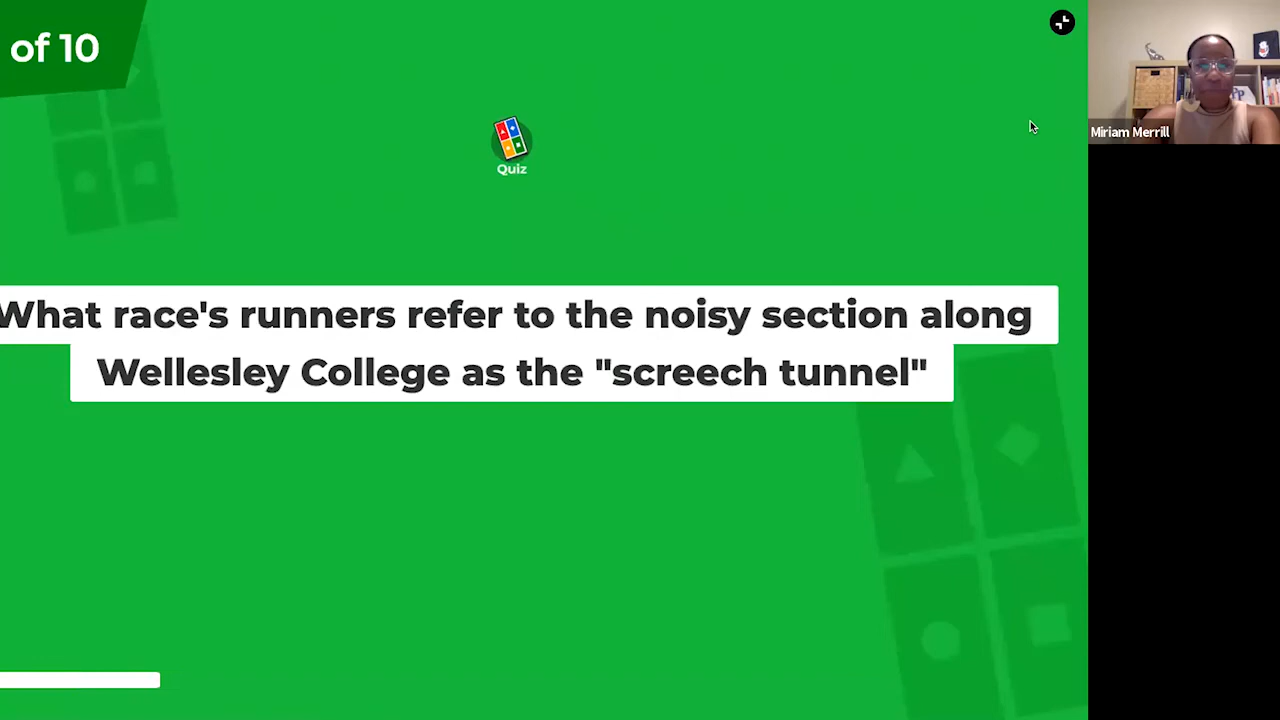 of 10
Miriam Merrill
Quiz
What race's runners refer to the noisy section along
Wellesley College as the "screech tunnel"